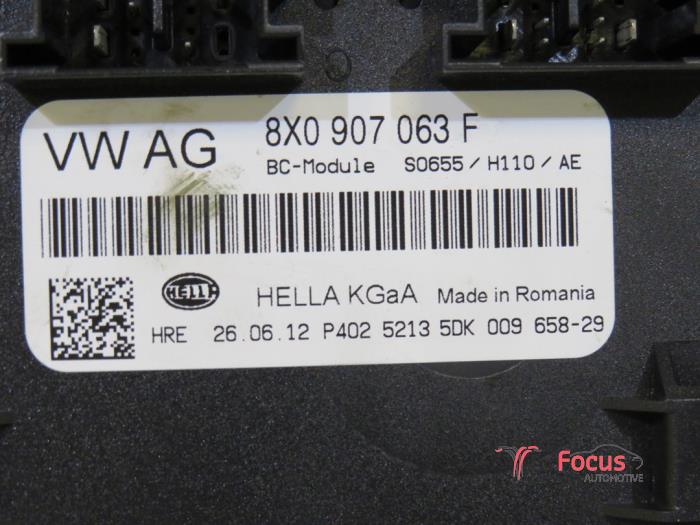 VW AG 8X0 907 063 F
BC-Module S0655 / H110 / AE
HELLA HELLA KGaA Made in Romania
HRE 26.06.12 P402 5213 5DK 009 658-29
Focus
AUTOMOTIVE